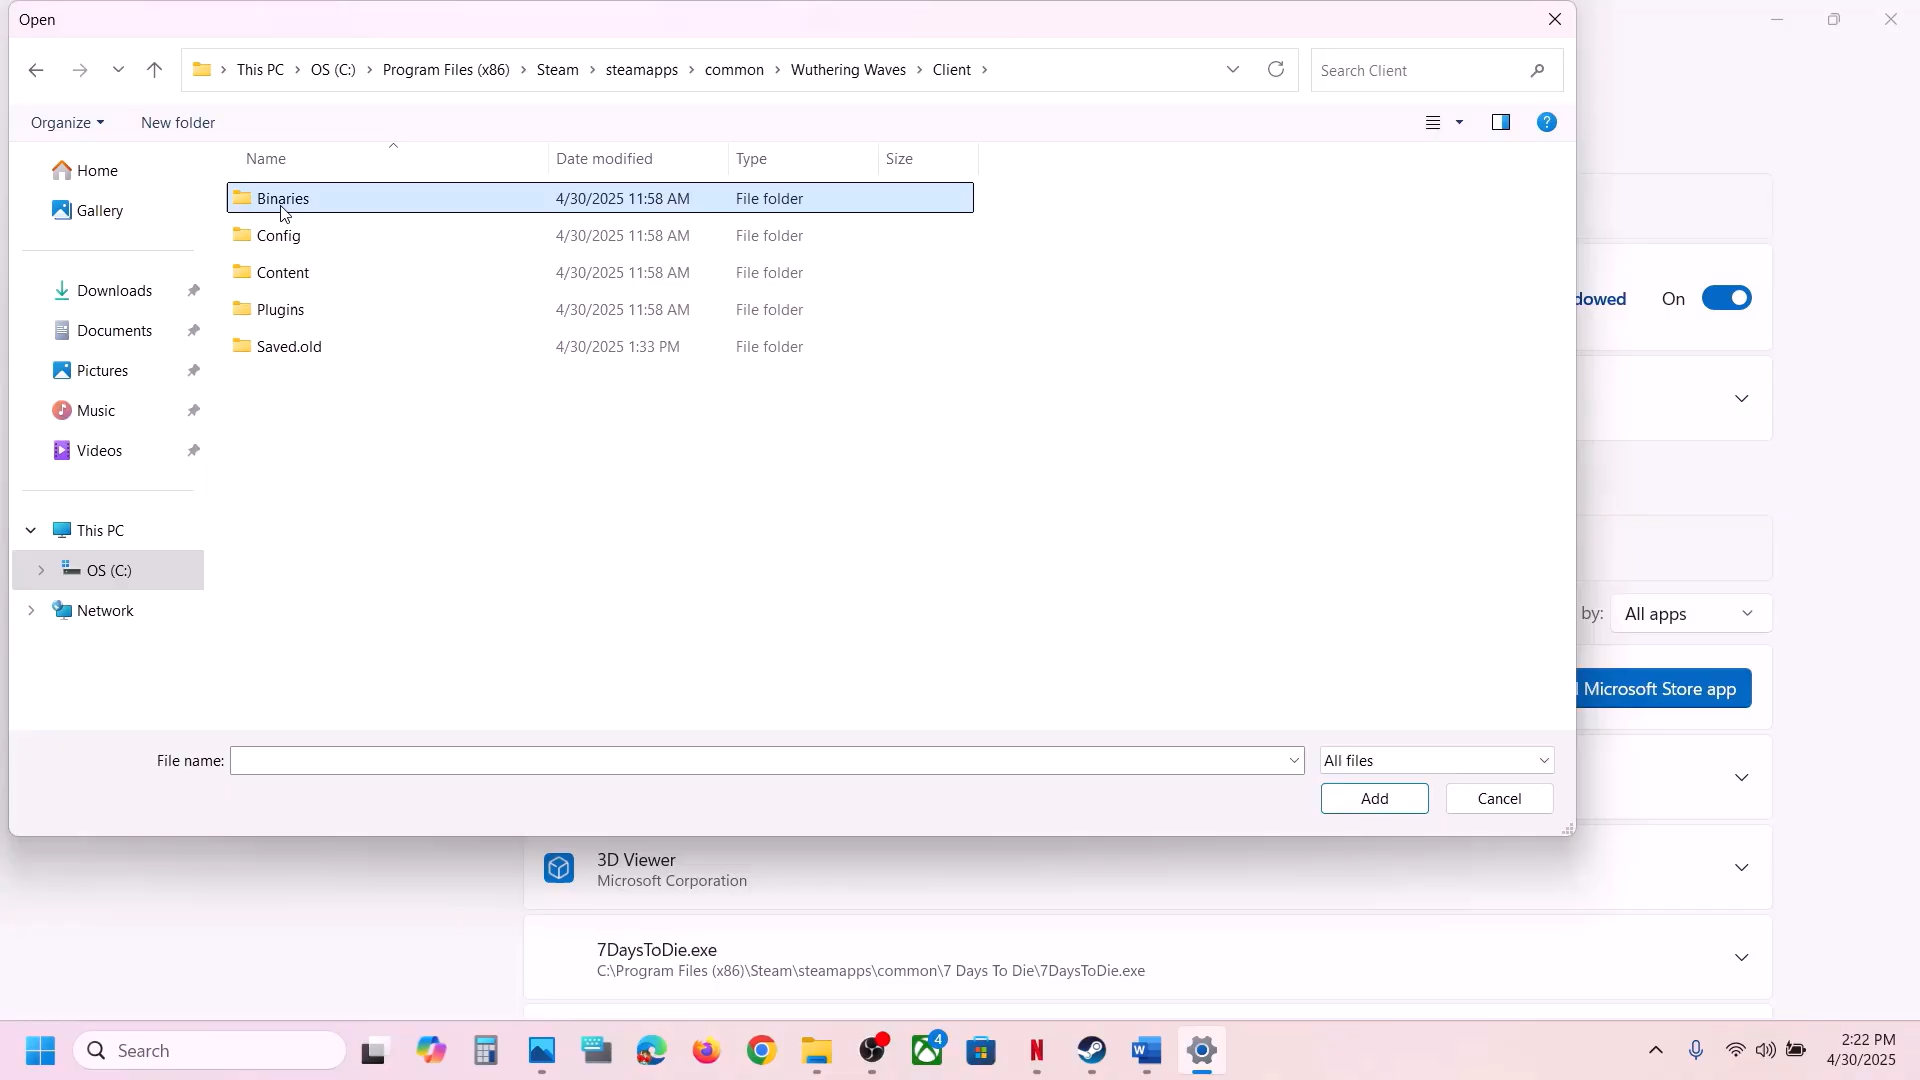 Open
This PC > OS (C:) > Program Files (x86) > Steam > steamapps > common > Wuthering Waves > Client >
Search Client
Organize
New folder
Name
Date modified
Type
Size
Home
Gallery
Downloads
Documents
Pictures
Music
Videos
This PC
OS (C:)
Network
Binaries 4/30/2025 11:58 AM File folder
Config 4/30/2025 11:58 AM File folder
Content 4/30/2025 11:58 AM File folder
Plugins 4/30/2025 11:58 AM File folder
Saved.old 4/30/2025 1:33 PM File folder
File name:
All files
Add
Cancel
dowed
On
by:
All apps
Microsoft Store app
3D Viewer
Microsoft Corporation
7DaysToDie.exe
C:\Program Files (x86)\Steam\steamapps\common\7 Days To Die\7DaysToDie.exe
Search
4
2:22 PM
4/30/2025